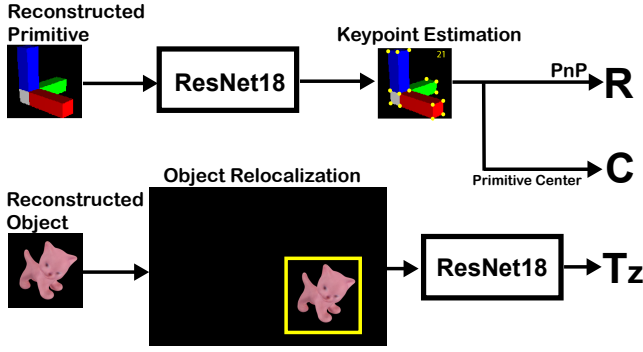 Reconstructed
Primitive
ResNet18
Keypoint Estimation
21
PnP
R
Primitive Center
C
Reconstructed
Object
Object Relocalization
ResNet18
Tz